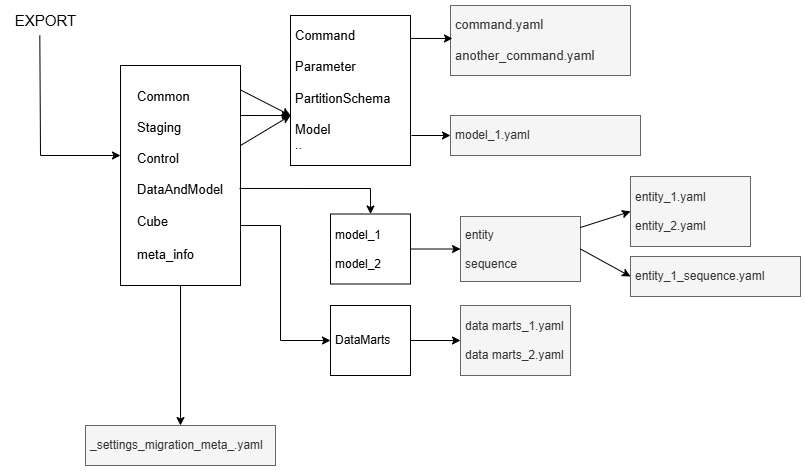 EXPORT
Common
Staging
Control
DataAndModel
Cube
meta_info
Command
Parameter
PartitionSchema
Model
..
command.yaml
another_command.yaml
model_1.yaml
model_1
model_2
entity
sequence
entity_1.yaml
entity_2.yaml
entity_1_sequence.yaml
DataMarts
data marts_1.yaml
data marts_2.yaml
_settings_migration_meta_.yaml